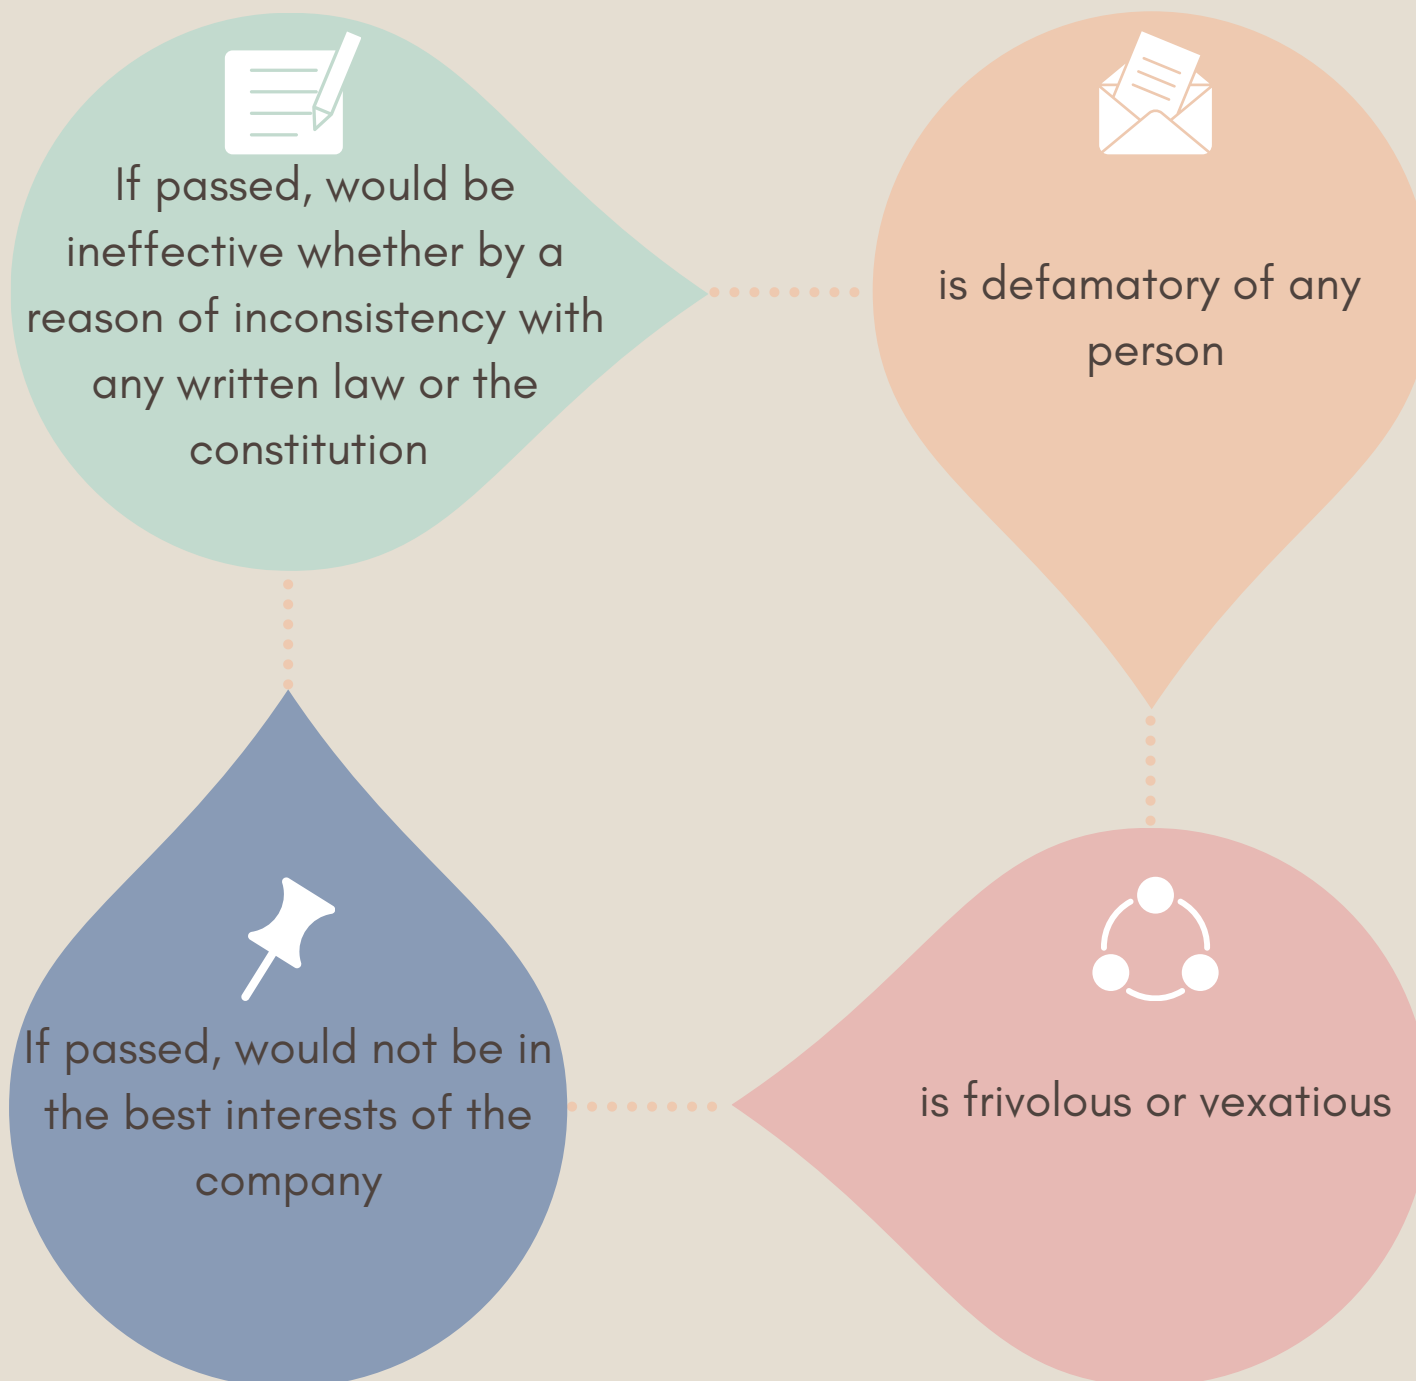 If passed, would be
ineffective whether by a
reason of inconsistency with
any written law or the
constitution
is defamatory of any
person
If passed, would not be in
the best interests of the
company
is frivolous or vexatious